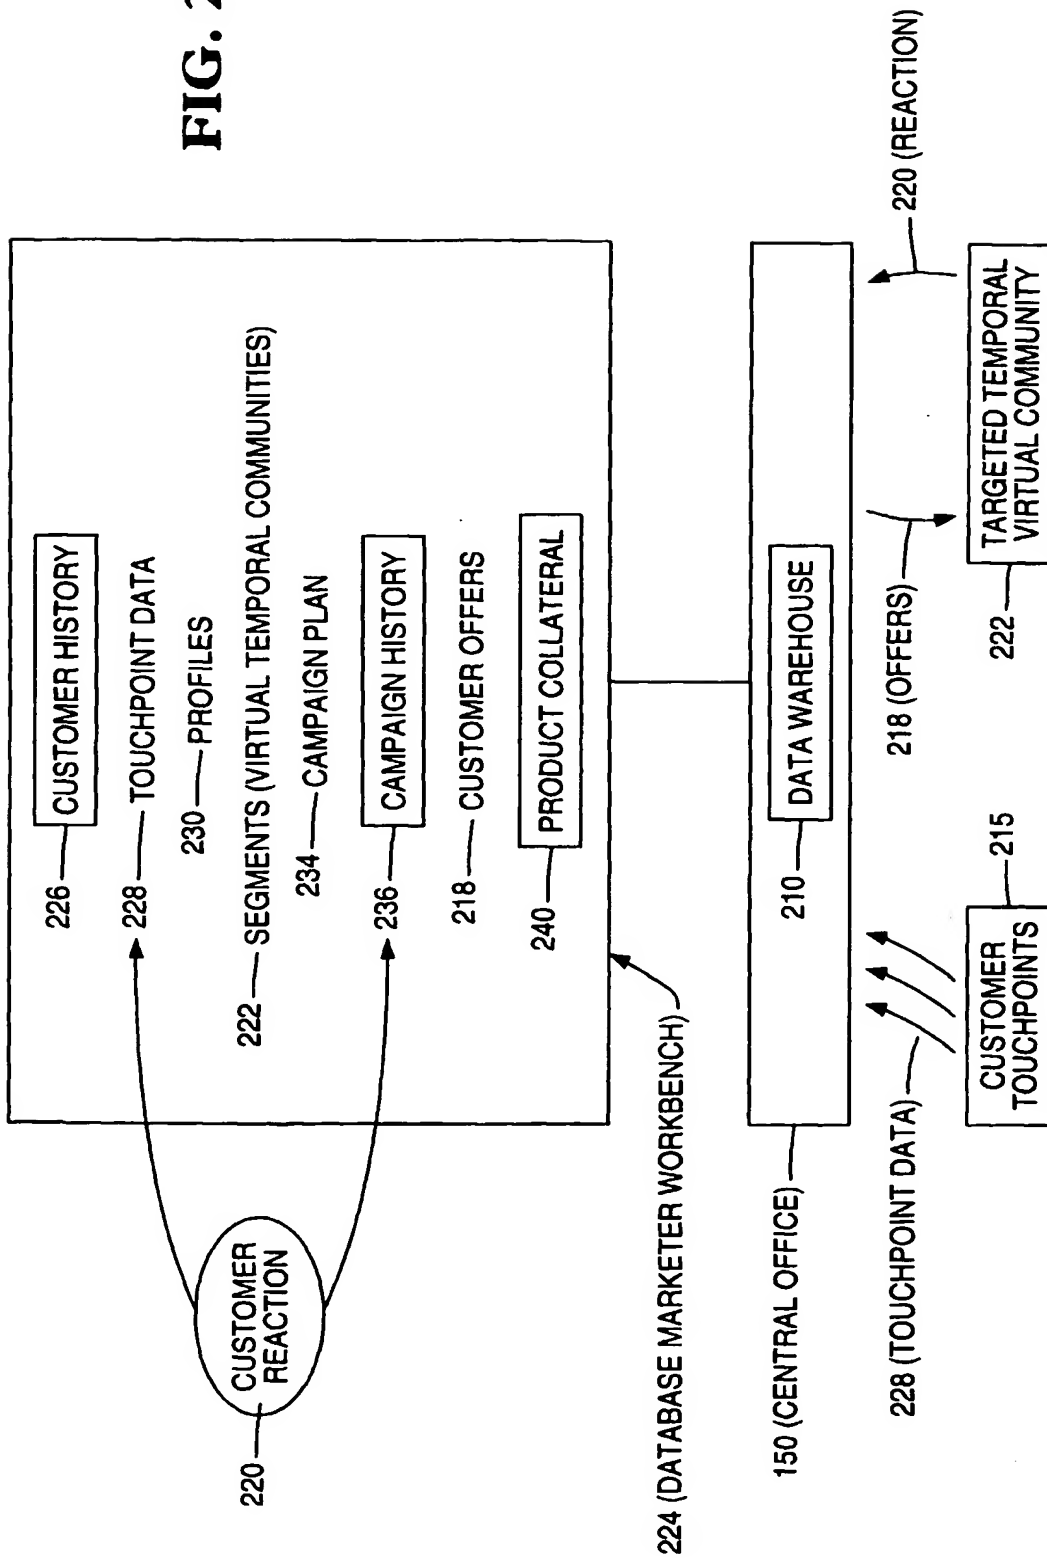 FIG. 2
226
CUSTOMER HISTORY
228
TOUCHPOINT DATA
230
PROFILES
222
SEGMENTS (VIRTUAL TEMPORAL COMMUNITIES)
234
CAMPAIGN PLAN
236
CAMPAIGN HISTORY
218
CUSTOMER OFFERS
240
PRODUCT COLLATERAL
CUSTOMER
REACTION
220
224 (DATABASE MARKETER WORKBENCH)
150 (CENTRAL OFFICE)
210
DATA WAREHOUSE
228 (TOUCHPOINT DATA)
218 (OFFERS)
220 (REACTION)
CUSTOMER
TOUCHPOINTS
215
222
TARGETED TEMPORAL
VIRTUAL COMMUNITY